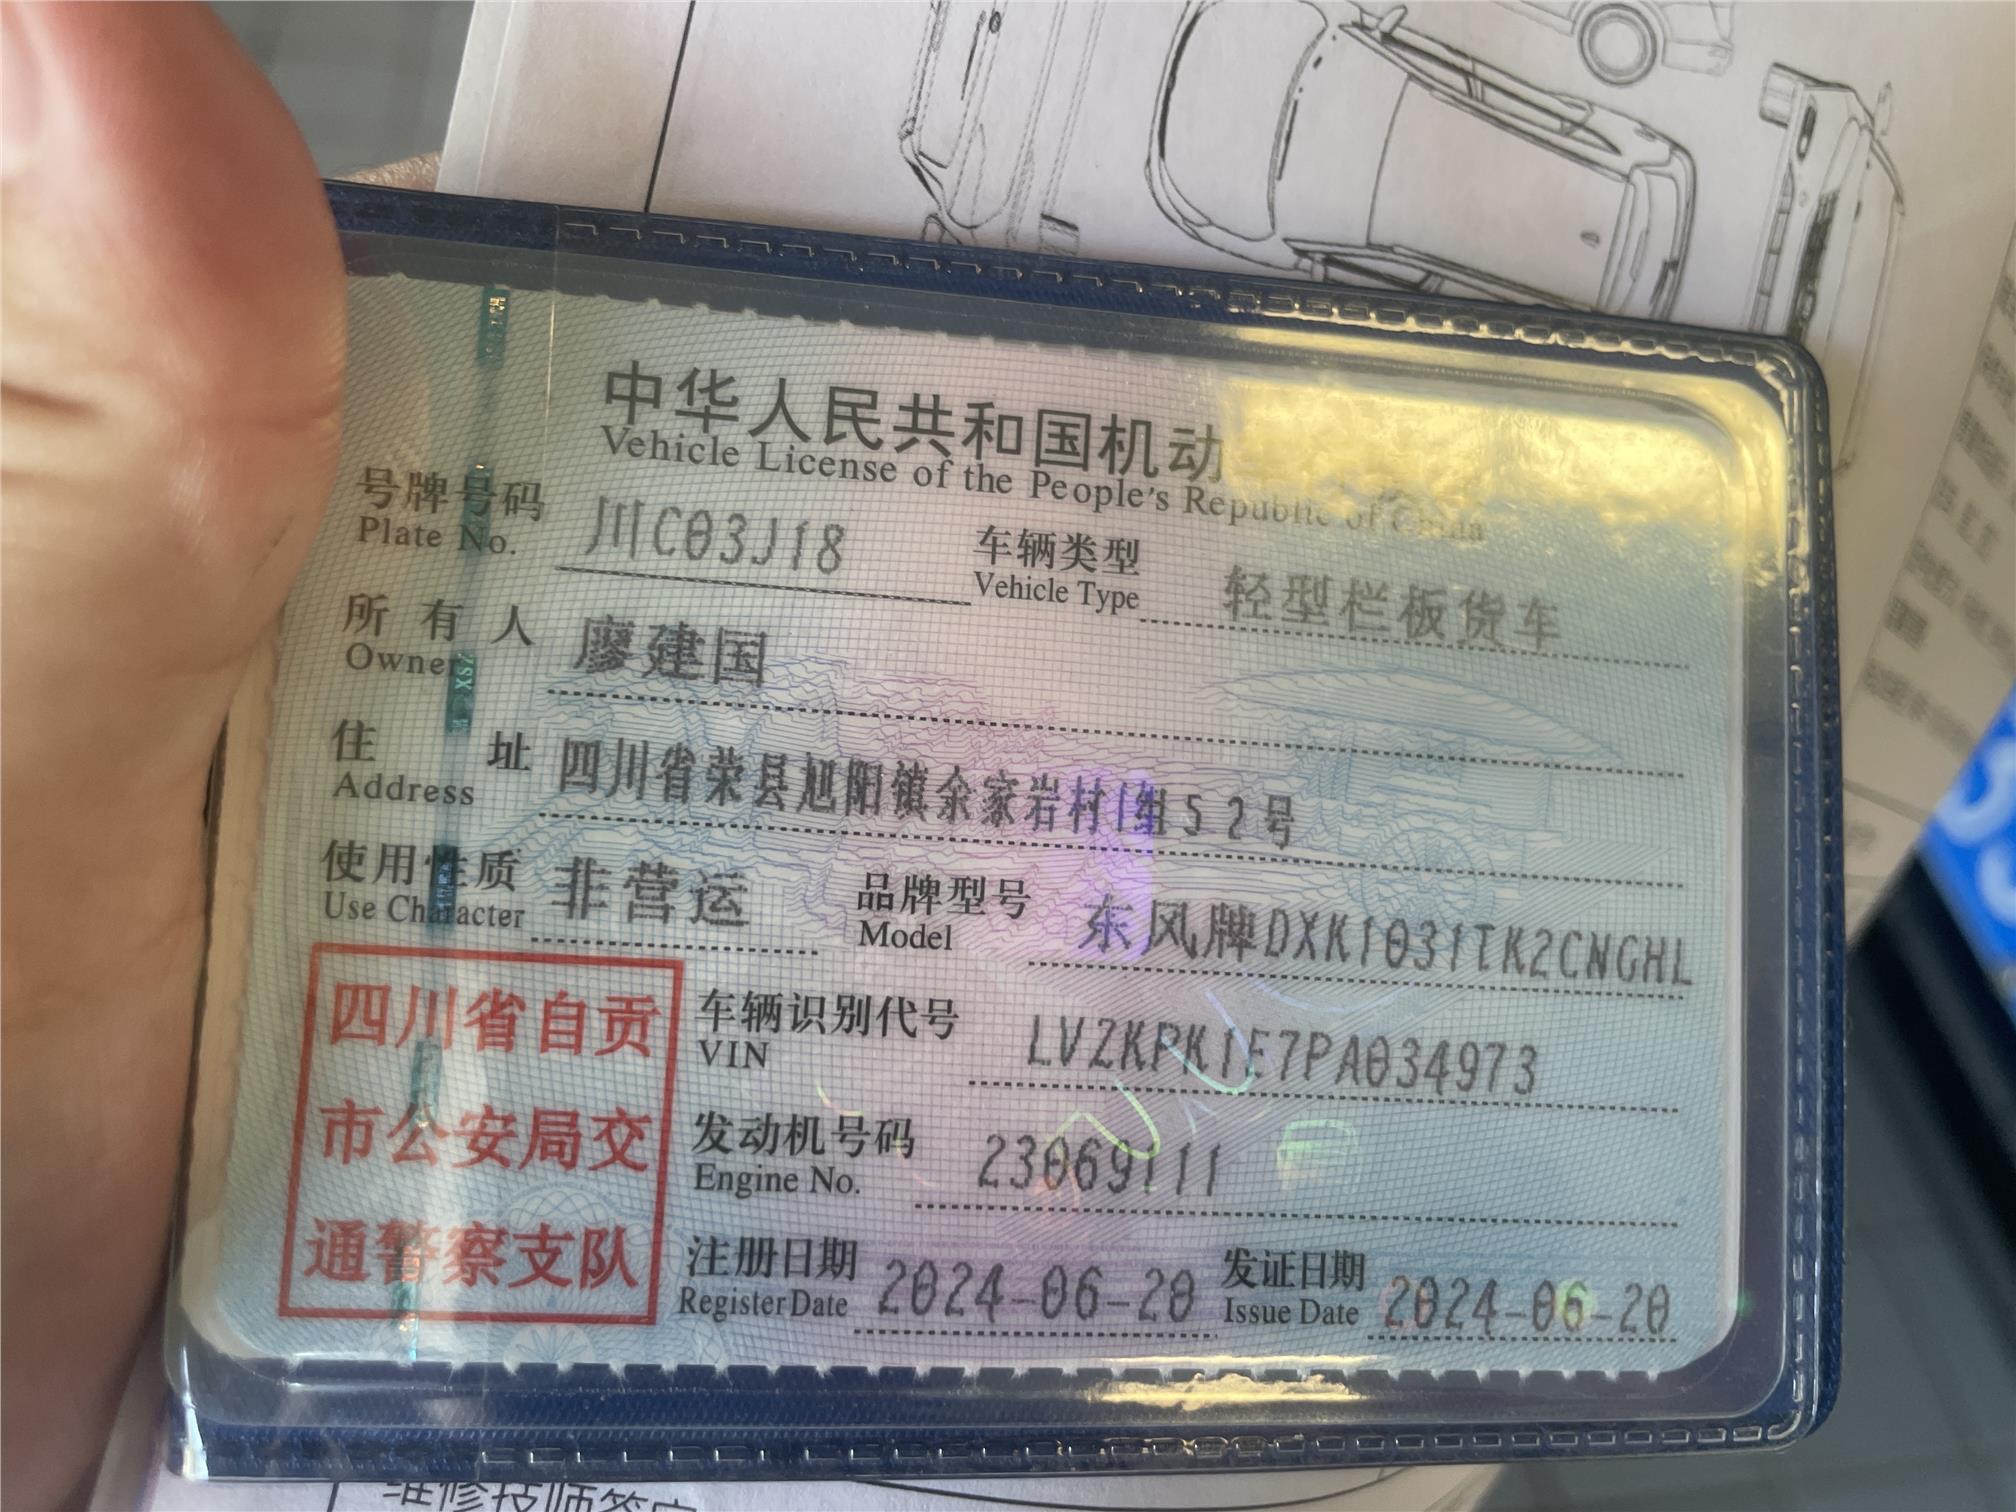 中华人民共和国机动
Vehicle License of the People's Republic of China
号牌号码 川C03J18 车辆类型 轻型栏板货车
Plate No. Vehicle Type
所有人 廖建国
Owner
住址 四川省荣县旭阳镇余家岩村1组52号
Address
使用性质 非营运 品牌型号 东风牌DXK1031TK2CNGHL
Use Character Model
四川省自贡
市公安局交
通警察支队
车辆识别代号 LVZKPK1E7PA034973
VIN
发动机号码 23069111
Engine No.
注册日期 2024-06-20 发证日期 2024-06-20
Register Date Issue Date